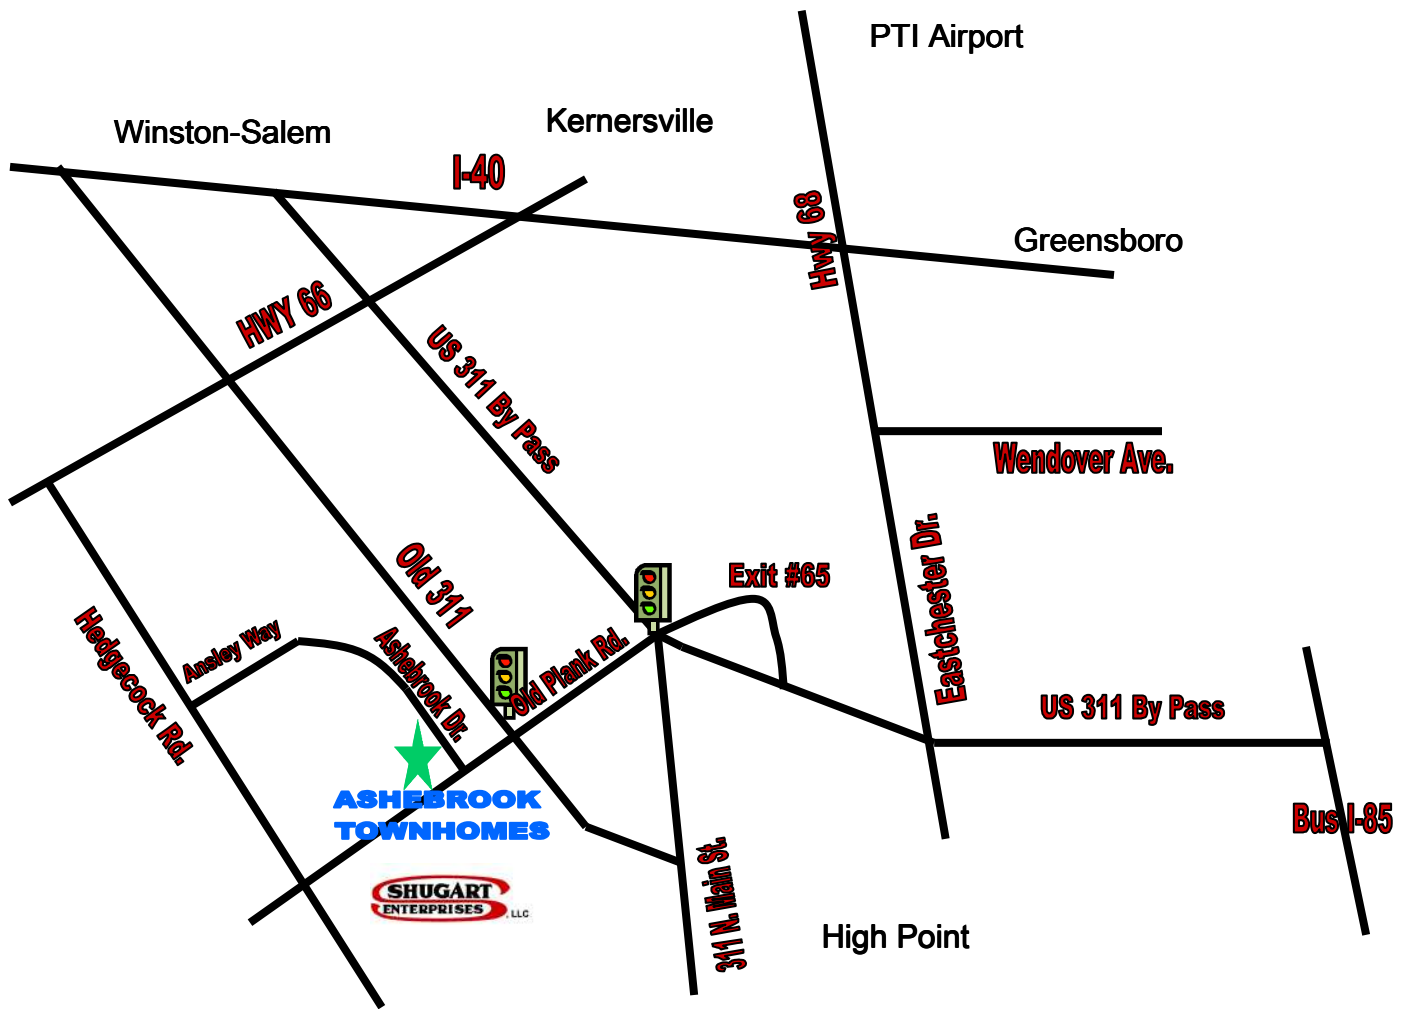 PTI Airport
Kernersville
Winston-Salem
I-40
Hwy 68
Greensboro
HWY 66
US 311 By Pass
Wendover Ave.
Old 311
Eastchester Dr.
Exit #65
Hedgecock Rd.
Ansley Way
Ashebrook Dr.
Old Plank Rd.
US 311 By Pass
ASHEBROOK
TOWNHOMES
Bus I-85
311 N. Main St.
SHUGART
ENTERPRISES, LLC
High Point